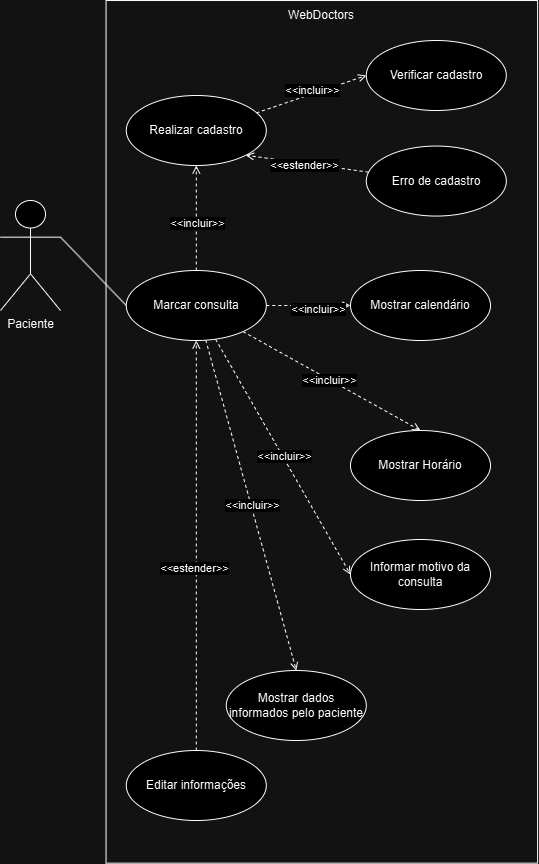 WebDoctors
Verificar cadastro
<<incluir>>
Realizar cadastro
<<estender>>
Erro de cadastro
<<incluir>>
Paciente
Marcar consulta
<<incluir>>
Mostrar calendário
<<incluir>>
Mostrar Horário
<<incluir>>
<<incluir>>
<<estender>>
Informar motivo da
consulta
Mostrar dados
informados pelo paciente
Editar informações